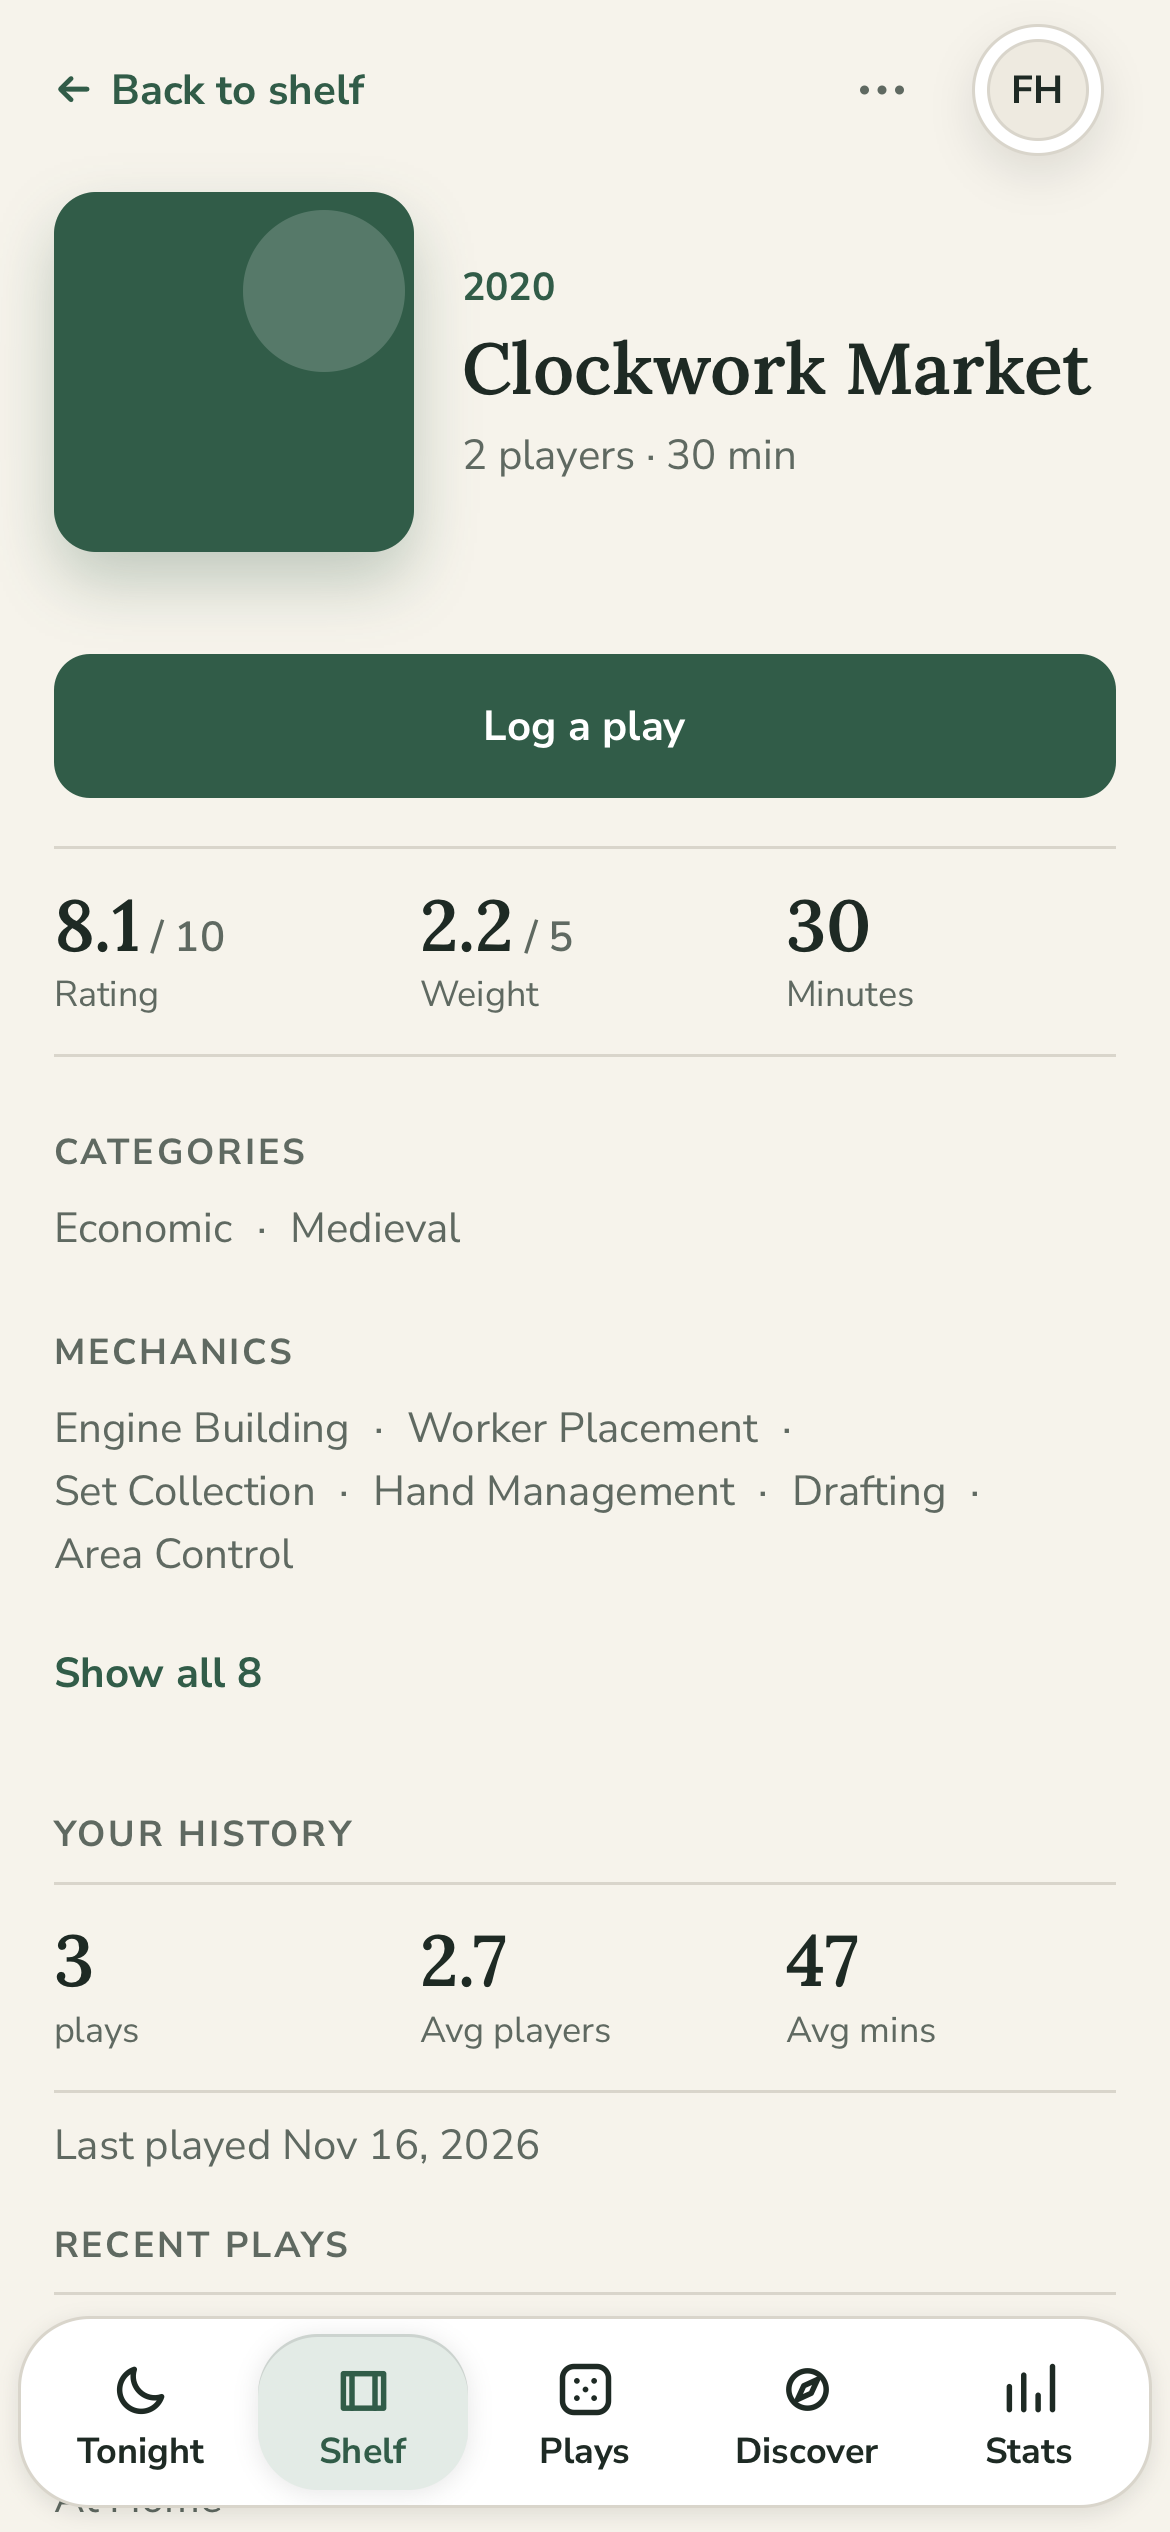 Back to shelf
FH
2020
Clockwork Market
2 players · 30 min
Log a play
8.1 / 10
Rating
2.2 / 5
Weight
30
Minutes
CATEGORIES
Economic · Medieval
MECHANICS
Engine Building · Worker Placement ·
Set Collection · Hand Management · Drafting ·
Area Control
Show all 8
YOUR HISTORY
3
plays
2.7
Avg players
47
Avg mins
Last played Nov 16, 2026
RECENT PLAYS
Tonight
Shelf
Plays
Discover
Stats